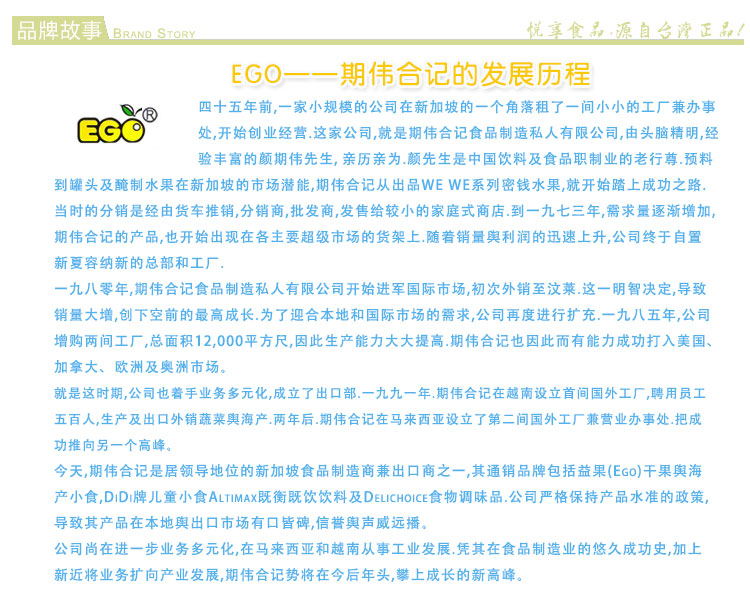 品牌故事 BRAND STORY
悦享食品.源自台湾正品!
EGO——期伟合记的发展历程
EGO®
四十五年前,一家小规模的公司在新加坡的一个角落租了一间小小的工厂兼办事
处,开始创业经营.这家公司,就是期伟合记食品制造私人有限公司,由头脑精明,经
验丰富的颜期伟先生, 亲历亲为.颜先生是中国饮料及食品职制业的老行尊.预料
到罐头及醃制水果在新加坡的市场潜能,期伟合记从出品WE WE系列密钱水果,就开始踏上成功之路.
当时的分销是经由货车推销,分销商,批发商,发售给较小的家庭式商店.到一九七三年,需求量逐渐增加,
期伟合记的产品,也开始出现在各主要超级市场的货架上.随着销量舆利润的迅速上升,公司终于自置
新夏容纳新的总部和工厂.
一九八零年,期伟合记食品制造私人有限公司开始进军国际市场,初次外销至汶莱.这一明智决定,导致
销量大增,创下空前的最高成长.为了迎合本地和国际市场的需求,公司再度进行扩充.一九八五年,公司
增购两间工厂,总面积12,000平方尺,因此生产能力大大提高.期伟合记也因此而有能力成功打入美国、
加拿大、欧洲及奥洲市场。
就是这时期,公司也着手业务多元化,成立了出口部.一九九一年.期伟合记在越南设立首间国外工厂,聘用员工
五百人,生产及出口外销蔬菜舆海产.两年后.期伟合记在马来西亚设立了第二间国外工厂兼营业办事处.把成
功推向另一个高峰。
今天,期伟合记是居领导地位的新加坡食品制造商兼出口商之一,其通销品牌包括益果(EGO)干果舆海
产小食,DIDI牌儿童小食ALTIMAX既衡既饮饮料及DELICHOICE食物调味品.公司严格保持产品水准的政策,
导致其产品在本地舆出口市场有口皆碑,信誉舆声威远播。
公司尚在进一步业务多元化,在马来西亚和越南从事工业发展.凭其在食品制造业的悠久成功史,加上
新近将业务扩向产业发展,期伟合记势将在今后年头,攀上成长的新高峰。